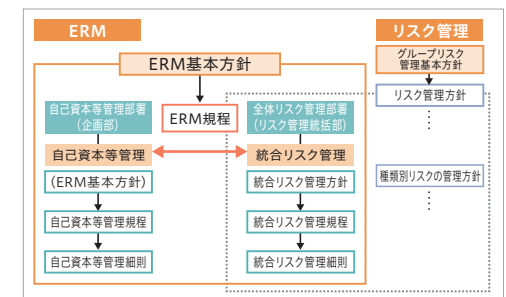 ERM
リスク管理
ERM基本方針
グループリスク
管理基本方針
リスク管理方針
自己資本等管理部署
(企画部)
ERM規程
全体リスク管理部署
(リスク管理統括部)
自己資本等管理
統合リスク管理
(ERM基本方針)
統合リスク管理方針
種類別リスクの管理方針
自己資本等管理規程
統合リスク管理規程
自己資本等管理細則
統合リスク管理細則